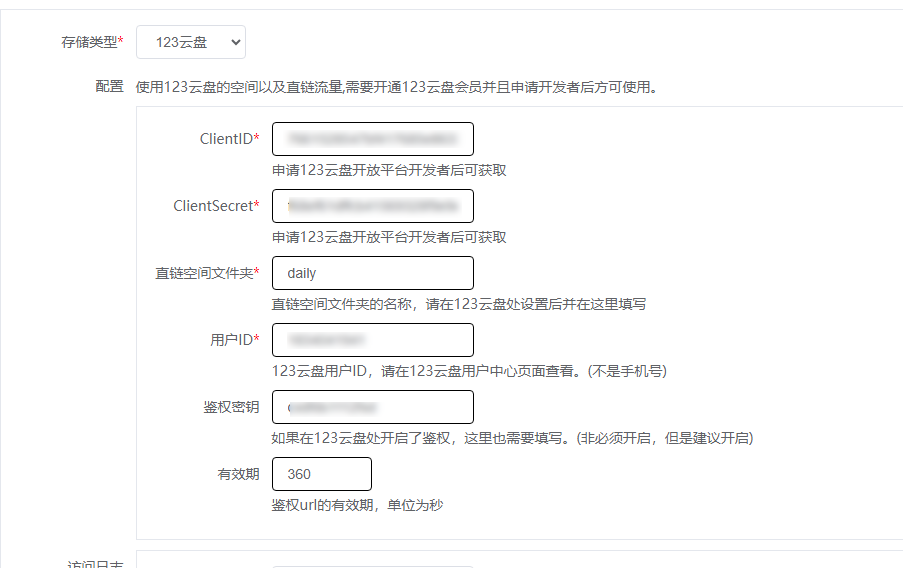 存储类型* 123云盘
配置 使用123云盘的空间以及直链流量,需要开通123云盘会员并且申请开发者后方可使用。
ClientID*
申请123云盘开放平台开发者后可获取
ClientSecret*
申请123云盘开放平台开发者后可获取
直链空间文件夹* daily
直链空间文件夹的名称，请在123云盘处设置后并在这里填写
用户ID*
123云盘用户ID，请在123云盘用户中心页面查看。(不是手机号)
鉴权密钥
如果在123云盘处开启了鉴权，这里也需要填写。(非必须开启，但是建议开启)
有效期 360
鉴权url的有效期，单位为秒
访问日志